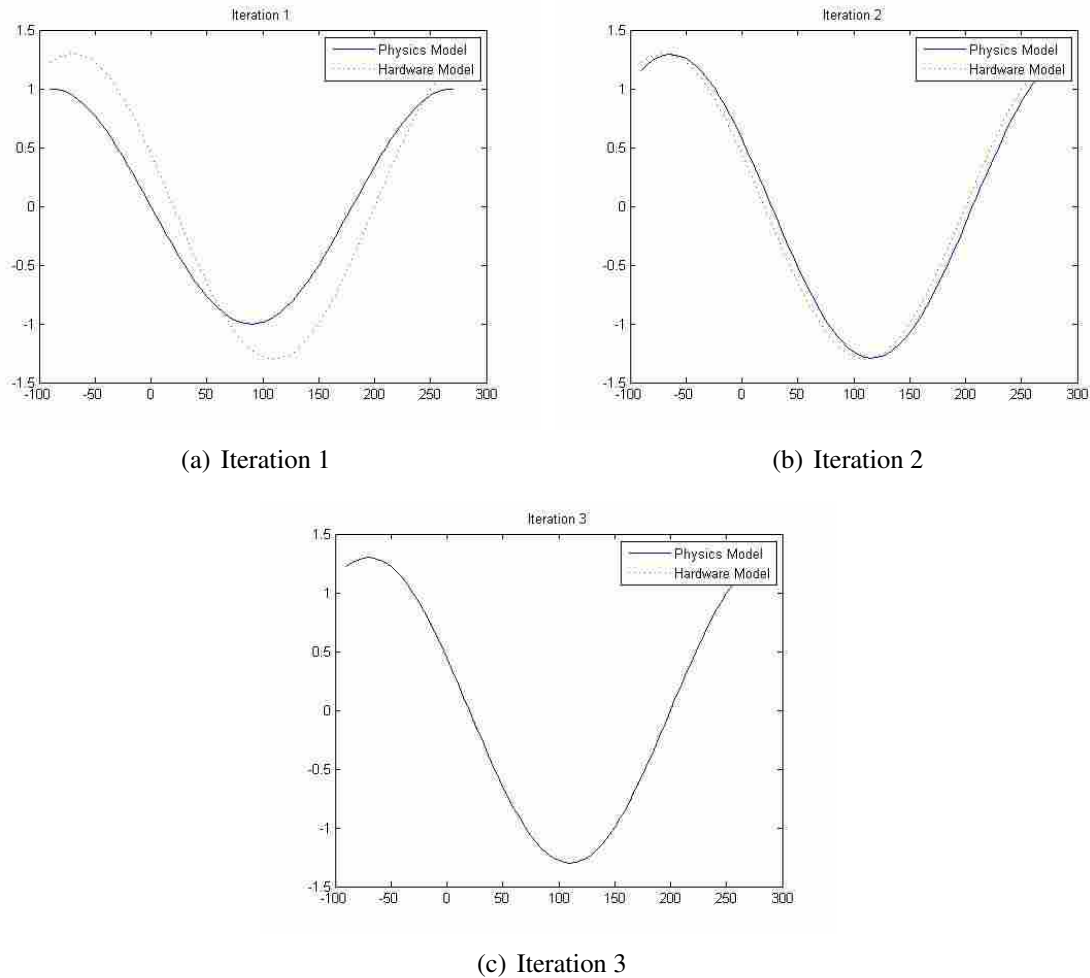 Iteration 1
Physics Model
Hardware Model
1.5
1
0.5
0
-0.5
-1
-1.5
-100 -50 0 50 100 150 200 250 300
(a) Iteration 1
Iteration 2
Physics Model
Hardware Model
1.5
1
0.5
0
-0.5
-1
-1.5
-100 -50 0 50 100 150 200 250 300
(b) Iteration 2
Iteration 3
Physics Model
Hardware Model
1.5
1
0.5
0
-0.5
-1
-1.5
-100 -50 0 50 100 150 200 250 300
(c) Iteration 3